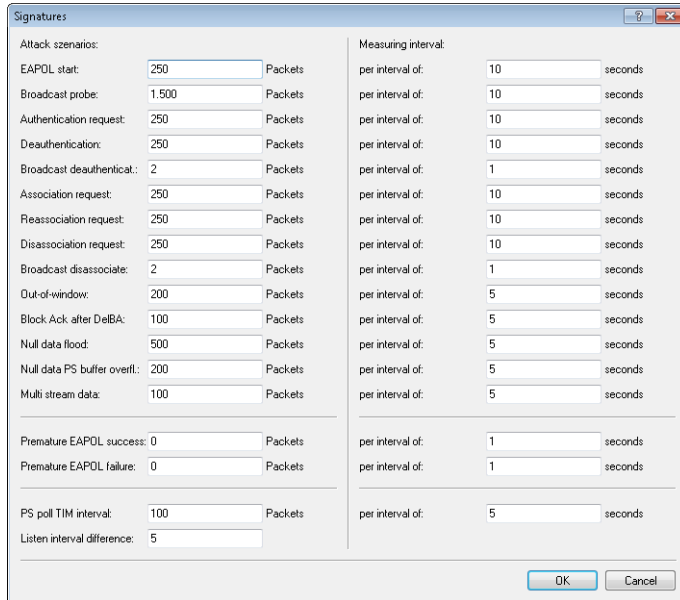 Signatures
Attack szenarios: Measuring interval:
EAPOL start: 250 Packets per interval of: 10 seconds
Broadcast probe: 1.500 Packets per interval of: 10 seconds
Authentication request: 250 Packets per interval of: 10 seconds
Deauthentication: 250 Packets per interval of: 10 seconds
Broadcast deauthenticat.: 2 Packets per interval of: 1 seconds
Association request: 250 Packets per interval of: 10 seconds
Reassociation request: 250 Packets per interval of: 10 seconds
Disassociation request: 250 Packets per interval of: 10 seconds
Broadcast disassociate: 2 Packets per interval of: 1 seconds
Out-of-window: 200 Packets per interval of: 5 seconds
Block Ack after DelBA: 100 Packets per interval of: 5 seconds
Null data flood: 500 Packets per interval of: 5 seconds
Null data PS buffer overfl.: 200 Packets per interval of: 5 seconds
Multi stream data: 100 Packets per interval of: 5 seconds
Premature EAPOL success: 0 Packets per interval of: 1 seconds
Premature EAPOL failure: 0 Packets per interval of: 1 seconds
PS poll TIM interval: 100 Packets per interval of: 5 seconds
Listen interval difference: 5
OK Cancel